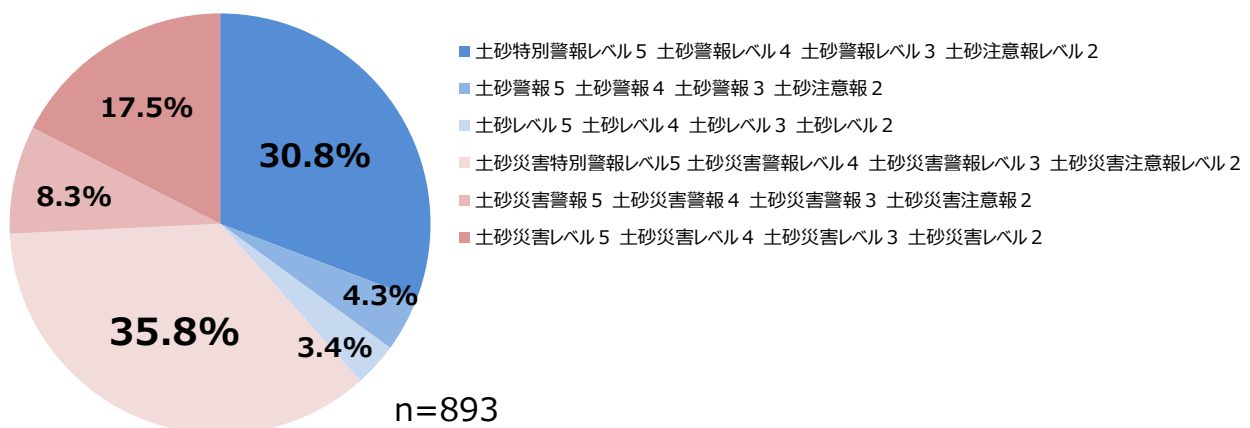 30.8%
4.3%
3.4%
35.8%
8.3%
17.5%
n=893
土砂特別警報レベル５ 土砂警報レベル４ 土砂警報レベル３ 土砂注意報レベル２
土砂警報５ 土砂警報４ 土砂警報３ 土砂注意報２
土砂レベル５ 土砂レベル４ 土砂レベル３ 土砂レベル２
土砂災害特別警報レベル5 土砂災害警報レベル４ 土砂災害警報レベル３ 土砂災害注意報レベル２
土砂災害警報５ 土砂災害警報４ 土砂災害警報３ 土砂災害注意報２
土砂災害レベル５ 土砂災害レベル４ 土砂災害レベル３ 土砂災害レベル２